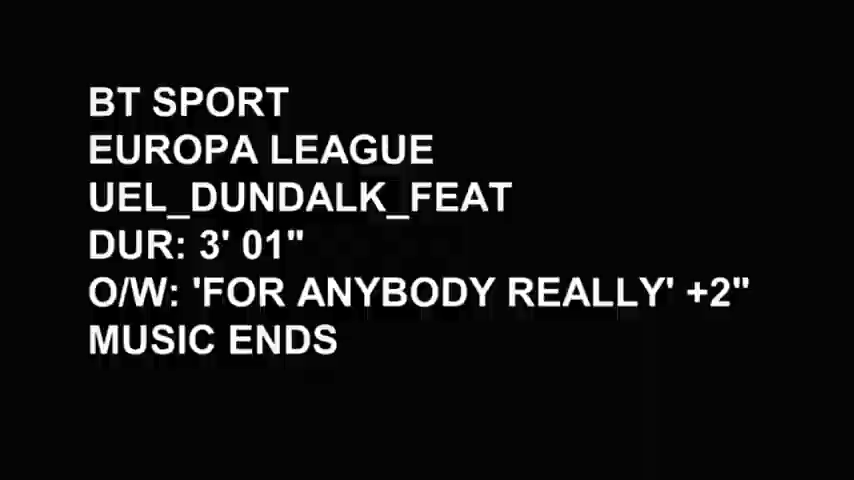 BT SPORT
EUROPA LEAGUE
UEL_DUNDALK_FEAT
DUR: 3' 01"
O/W: 'FOR ANYBODY REALLY' +2"
MUSIC ENDS